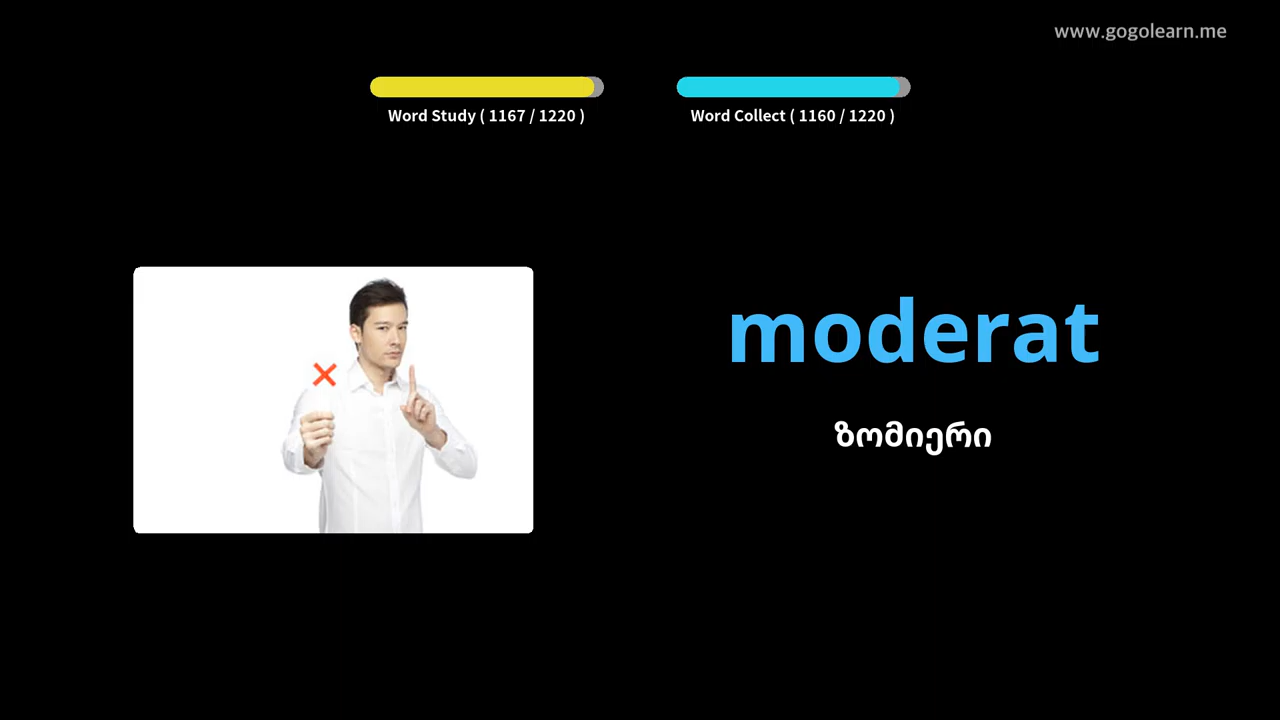 www.gogolearn.me
Word Study ( 1167 / 1220 )
Word Collect ( 1160 / 1220 )
moderat
ზომიერი